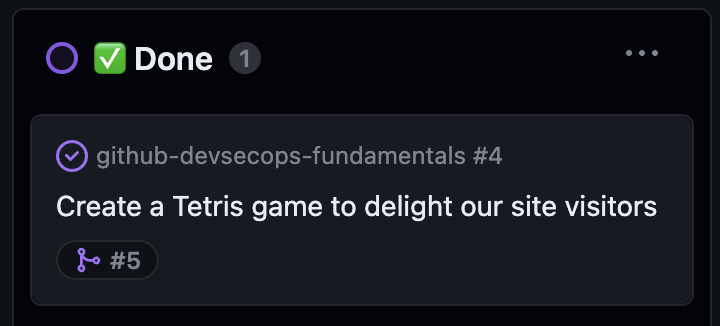 ✅ Done 1
github-devsecops-fundamentals #4
Create a Tetris game to delight our site visitors
#5